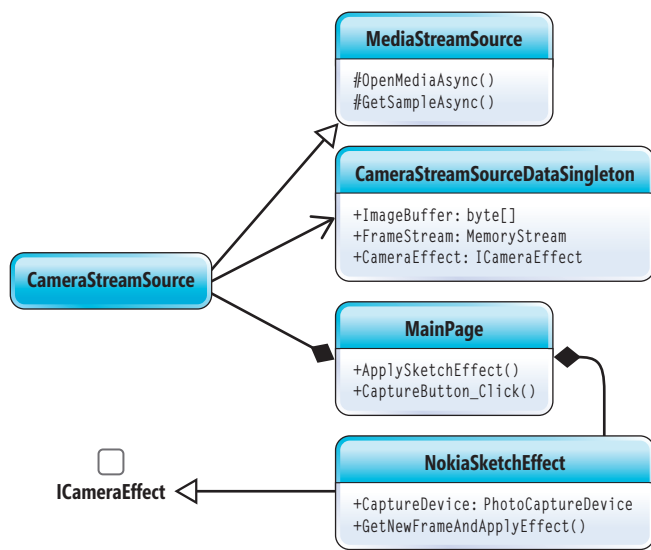 MediaStreamSource
#OpenMediaAsync()
#GetSampleAsync()
CameraStreamSourceDataSingleton
+ImageBuffer: byte[]
+FrameStream: MemoryStream
+CameraEffect: ICameraEffect
CameraStreamSource
MainPage
+ApplySketchEffect()
+CaptureButton_Click()
NokiaSketchEffect
+CaptureDevice: PhotoCaptureDevice
+GetNewFrameAndApplyEffect()
ICameraEffect